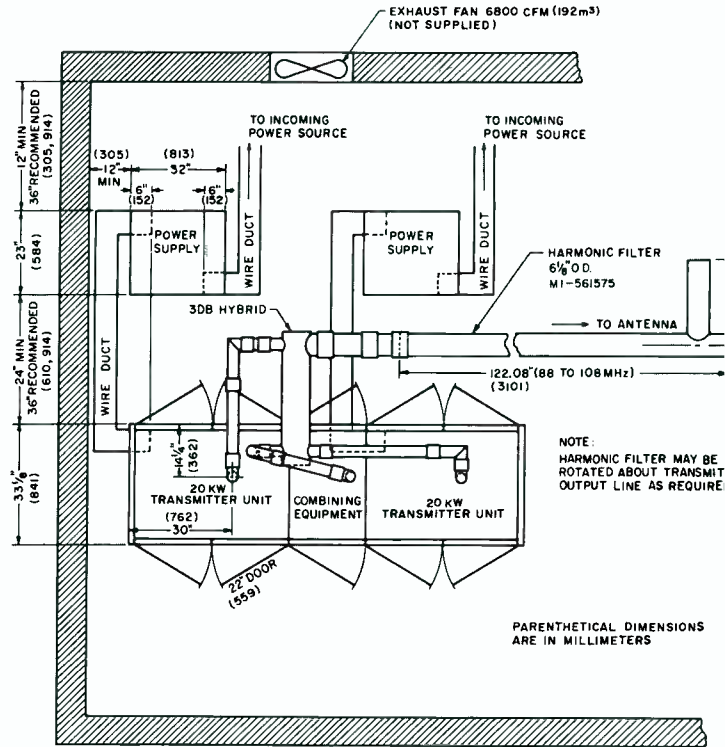 EXHAUST FAN 6800 CFM (192m³)
(NOT SUPPLIED)
TO INCOMING
POWER SOURCE
TO INCOMING
POWER SOURCE
12" MIN
36" RECOMMENDED
(305, 914)
(305)
12"
MIN
(813)
32"
6"
(152)
6"
(152)
WIRE DUCT
WIRE DUCT
23"
(584)
POWER
SUPPLY
POWER
SUPPLY
HARMONIC FILTER
6⅛" O.D.
MI-561575
3DB HYBRID
TO ANTENNA
24" MIN
36" RECOMMENDED
(610, 914)
WIRE DUCT
122.08" (88 TO 108 MHz)
(3101)
NOTE:
HARMONIC FILTER MAY BE
ROTATED ABOUT TRANSMIT
OUTPUT LINE AS REQUIRE
33⅛"
(841)
14¼"
(362)
20 KW
TRANSMITTER UNIT
COMBINING
EQUIPMENT
20 KW
TRANSMITTER UNIT
(762)
30"
22" DOOR
(559)
PARENTHETICAL DIMENSIONS
ARE IN MILLIMETERS